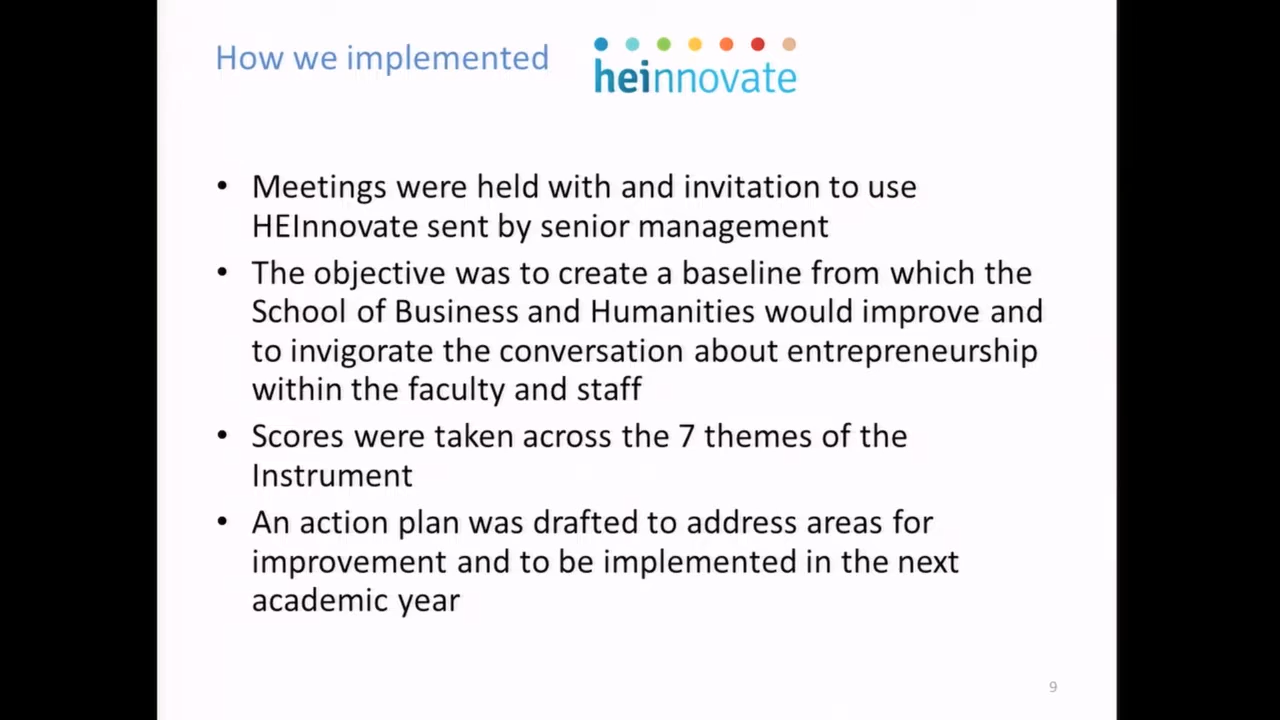 How we implemented
heinnovate
• Meetings were held with and invitation to use
HEInnovate sent by senior management
• The objective was to create a baseline from which the
School of Business and Humanities would improve and
to invigorate the conversation about entrepreneurship
within the faculty and staff
• Scores were taken across the 7 themes of the
Instrument
• An action plan was drafted to address areas for
improvement and to be implemented in the next
academic year
9